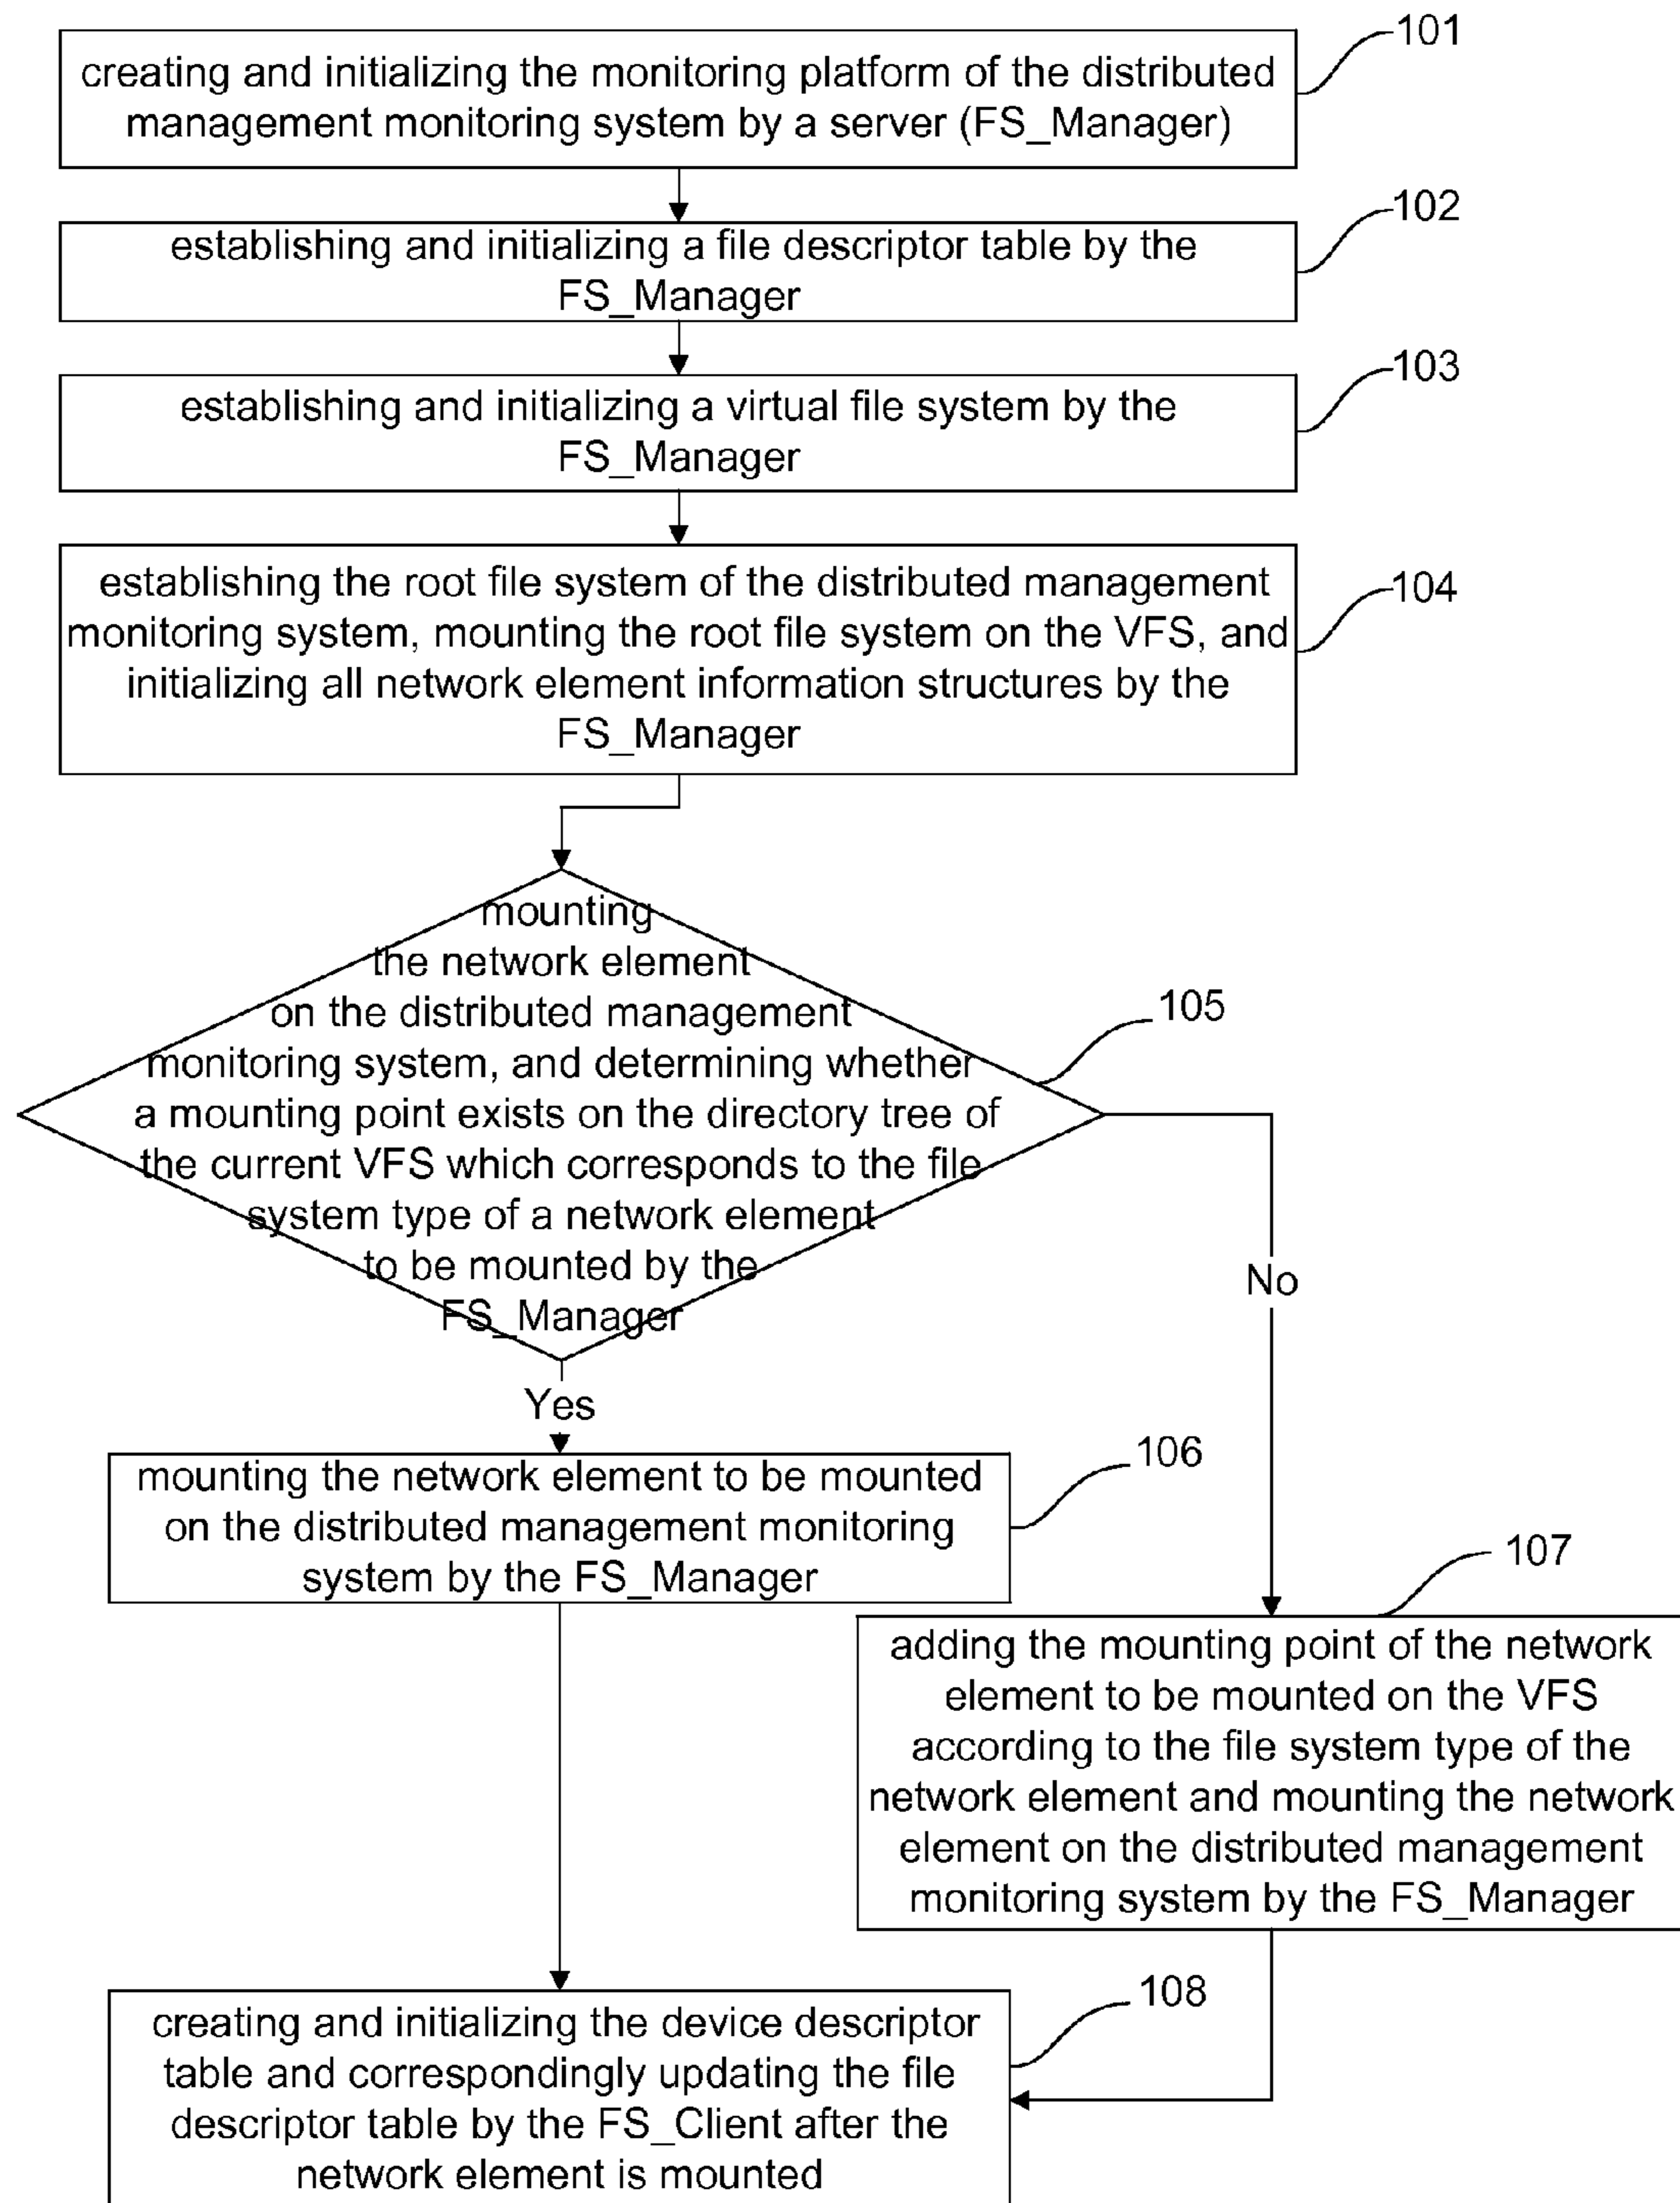 101
creating and initializing the monitoring platform of the distributed
management monitoring system by a server (FS_Manager)
102
establishing and initializing a file descriptor table by the
FS_Manager
103
establishing and initializing a virtual file system by the
FS_Manager
104
establishing the root file system of the distributed management
monitoring system, mounting the root file system on the VFS, and
initializing all network element information structures by the
FS_Manager
mounting
the network element
on the distributed management
monitoring system, and determining whether
a mounting point exists on the directory tree of
the current VFS which corresponds to the file
system type of a network element
to be mounted by the
FS_Manager
105
No
Yes
106
mounting the network element to be mounted
on the distributed management monitoring
system by the FS_Manager
107
adding the mounting point of the network
element to be mounted on the VFS
according to the file system type of the
network element and mounting the network
element on the distributed management
monitoring system by the FS_Manager
108
creating and initializing the device descriptor
table and correspondingly updating the file
descriptor table by the FS_Client after the
network element is mounted